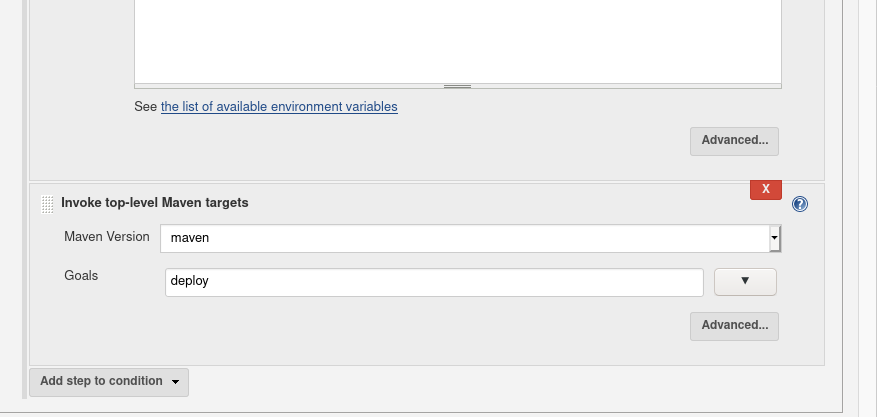 See the list of available environment variables
Advanced...
X
Invoke top-level Maven targets
?
Maven Version maven
Goals deploy ▼
Advanced...
Add step to condition